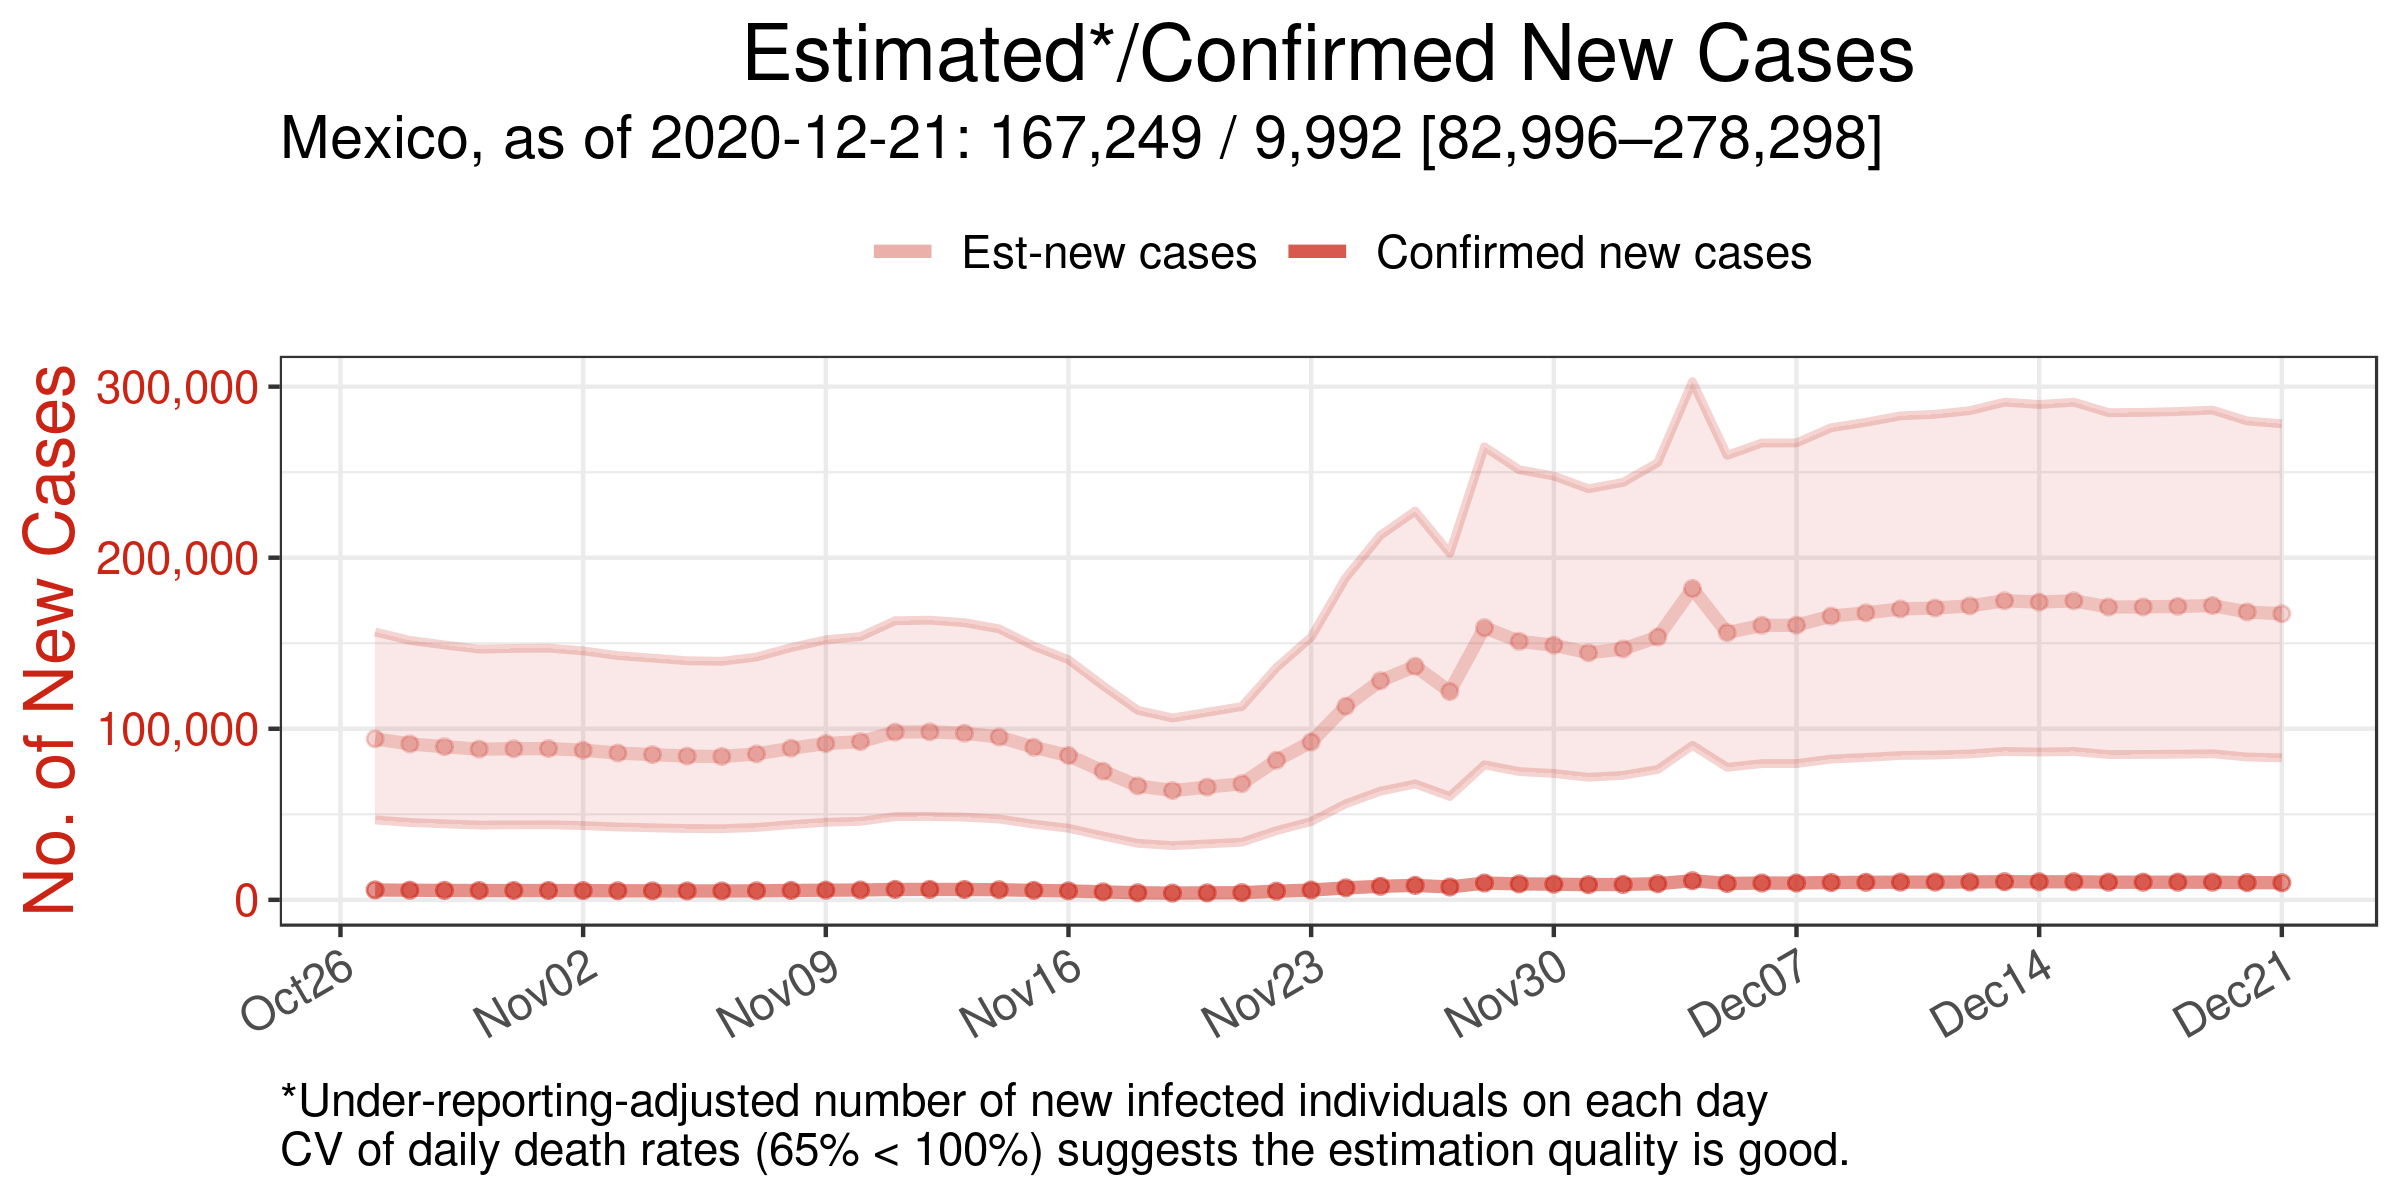 Estimated*/Confirmed New Cases
Mexico, as of 2020-12-21: 167,249 / 9,992 [82,996–278,298]
Est-new cases
Confirmed new cases
No. of New Cases
300,000
200,000
100,000
0
Oct26
Nov02
Nov09
Nov16
Nov23
Nov30
Dec07
Dec14
Dec21
*Under-reporting-adjusted number of new infected individuals on each day
CV of daily death rates (65% < 100%) suggests the estimation quality is good.